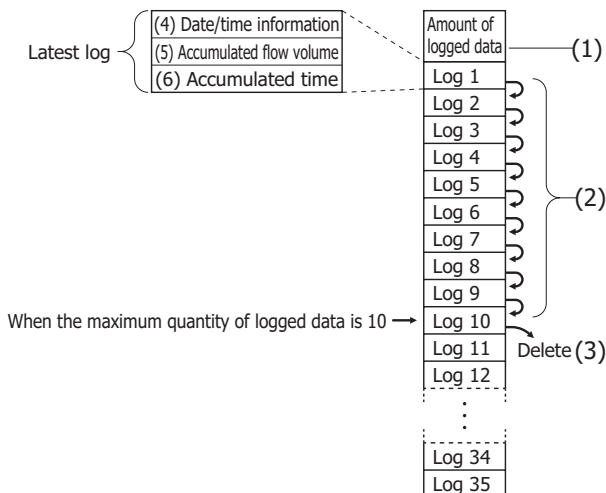 (4) Date/time information
Latest log
(5) Accumulated flow volume
(6) Accumulated time
Amount of
logged data
(1)
Log 1
Log 2
Log 3
Log 4
Log 5
(2)
Log 6
Log 7
Log 8
Log 9
When the maximum quantity of logged data is 10
Log 10
Log 11
Delete (3)
Log 12
Log 34
Log 35